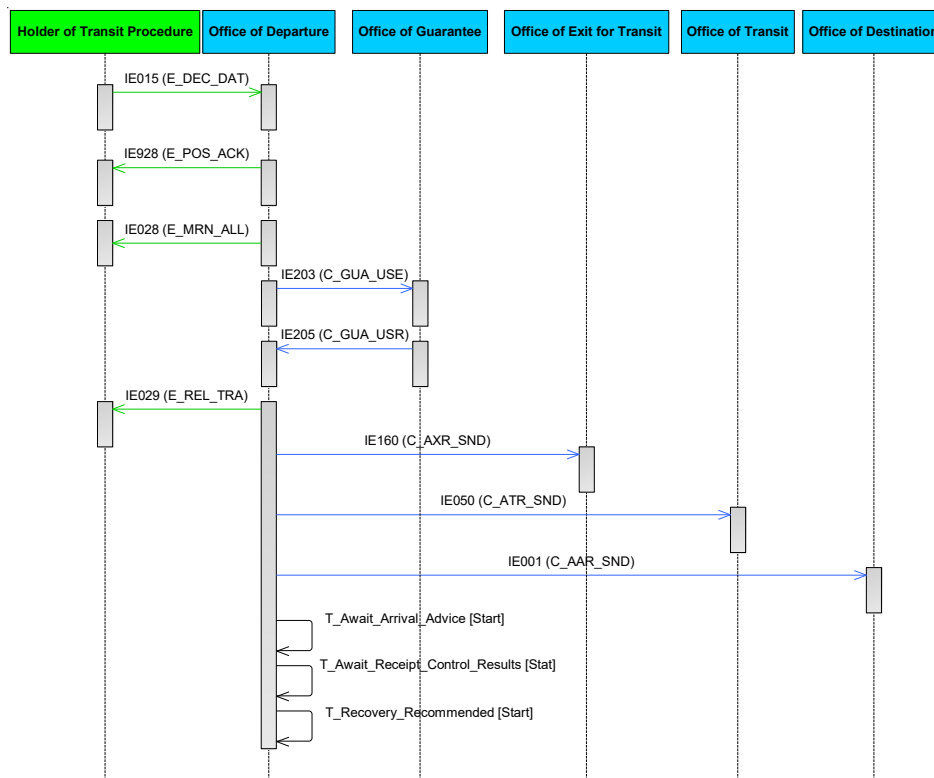 Holder of Transit Procedure
Office of Departure
Office of Guarantee
Office of Exit for Transit
Office of Transit
Office of Destination
IE015 (E_DEC_DAT)
IE928 (E_POS_ACK)
IE028 (E_MRN_ALL)
IE203 (C_GUA_USE)
IE205 (C_GUA_USR)
IE029 (E_REL_TRA)
IE160 (C_AXR_SND)
IE050 (C_ATR_SND)
IE001 (C_AAR_SND)
T_Await_Arrival_Advice [Start]
T_Await_Receipt_Control_Results [Stat]
T_Recovery_Recommended [Start]